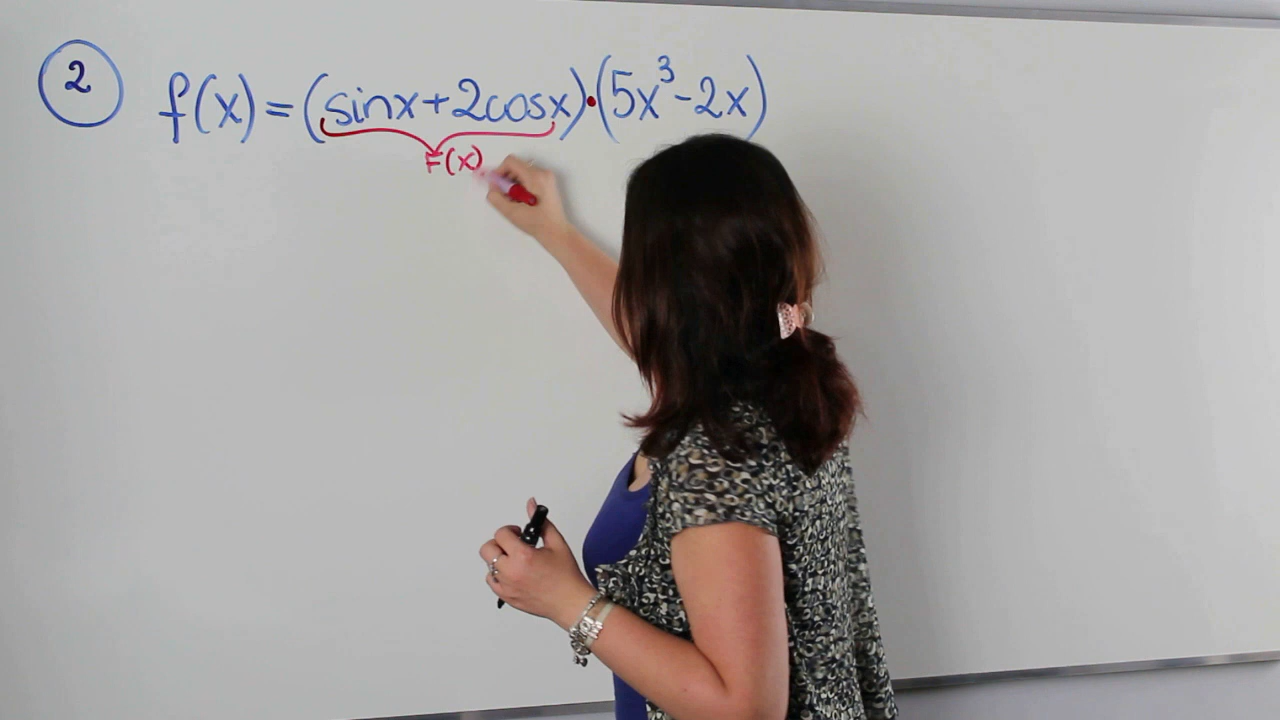 2 f(x) = (sinx+2cosx)·(5x³-2x)
F(x)